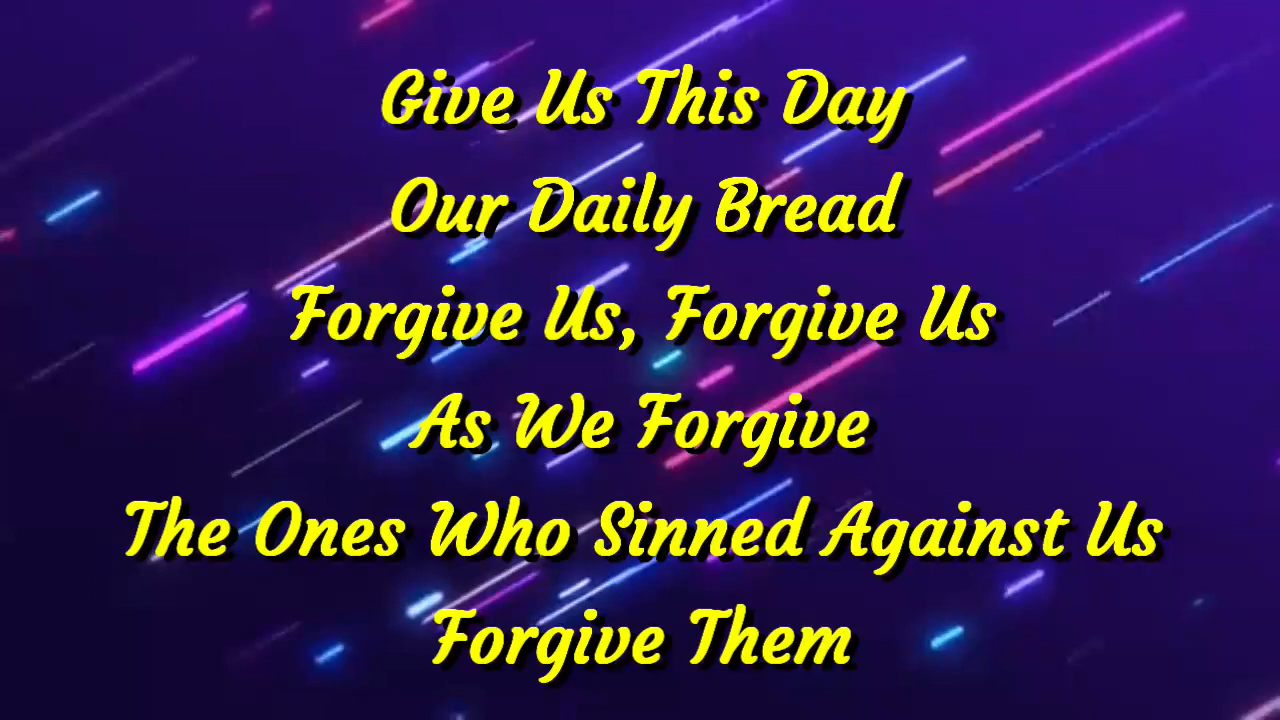 Give Us This Day
Our Daily Bread
Forgive Us, Forgive Us
As We Forgive
The Ones Who Sinned Against Us
Forgive Them